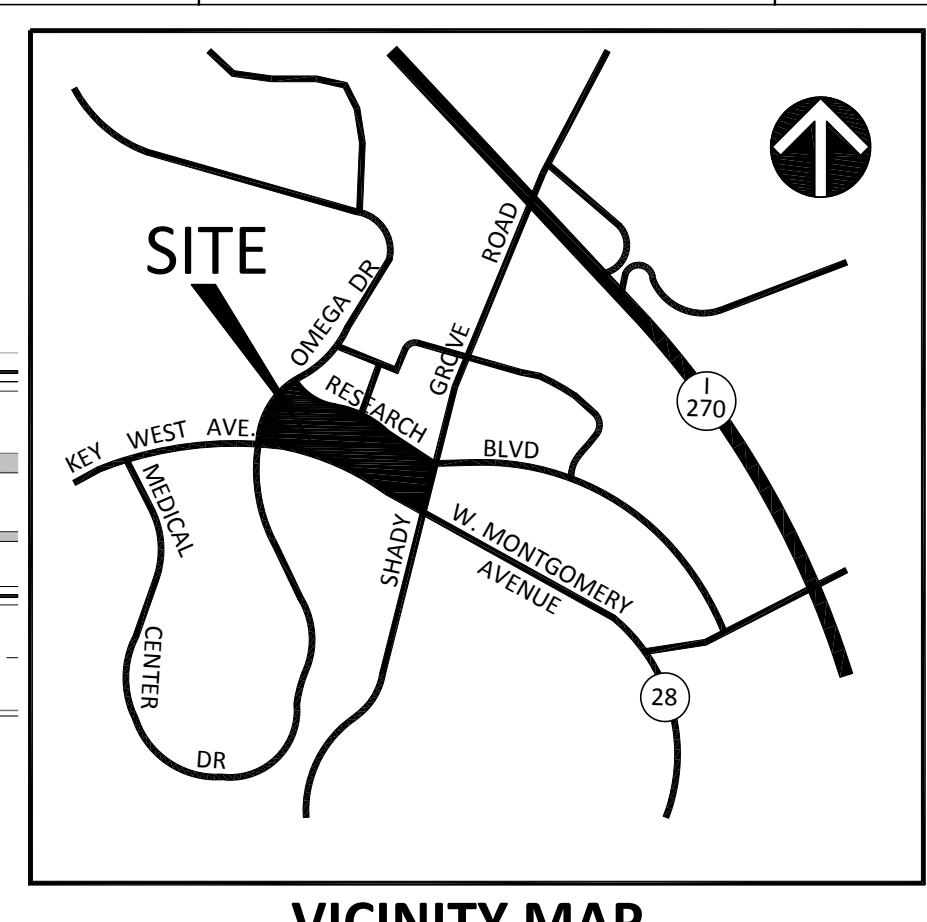 SITE
OMEGA DR
ROAD
GROVE
SHADY
RESEARCH
BLVD
I
270
KEY WEST AVE.
MEDICAL
CENTER
DR
W. MONTGOMERY
AVENUE
28
VICINITY MAP